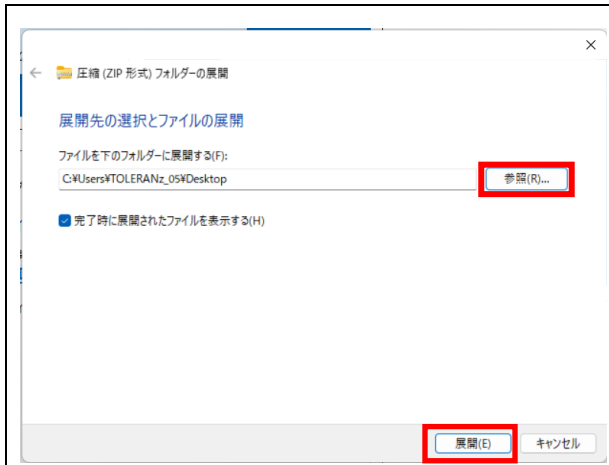 圧縮 (ZIP 形式) フォルダーの展開
展開先の選択とファイルの展開
ファイルを下のフォルダーに展開する(F):
C:¥Users¥TOLERANz_05¥Desktop
参照(R)...
完了時に展開されたファイルを表示する(H)
展開(E)
キャンセル